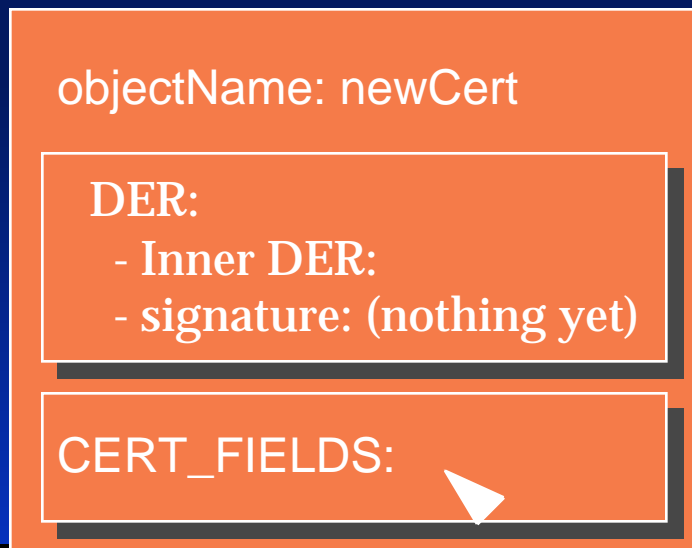 objectName: newCert
DER:
- Inner DER:
- signature: (nothing yet)
CERT_FIELDS: